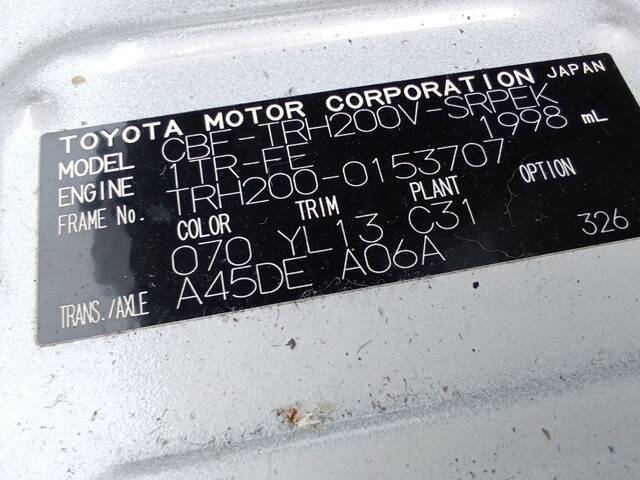 TOYOTA MOTOR CORPORATION JAPAN
MODEL CBF-TRH200V-SRPEK
ENGINE 1TR-FE 1998 mL
FRAME No. TRH200-0153707
COLOR TRIM PLANT OPTION
070 YL13 C31
TRANS./AXLE A45DE A06A 326